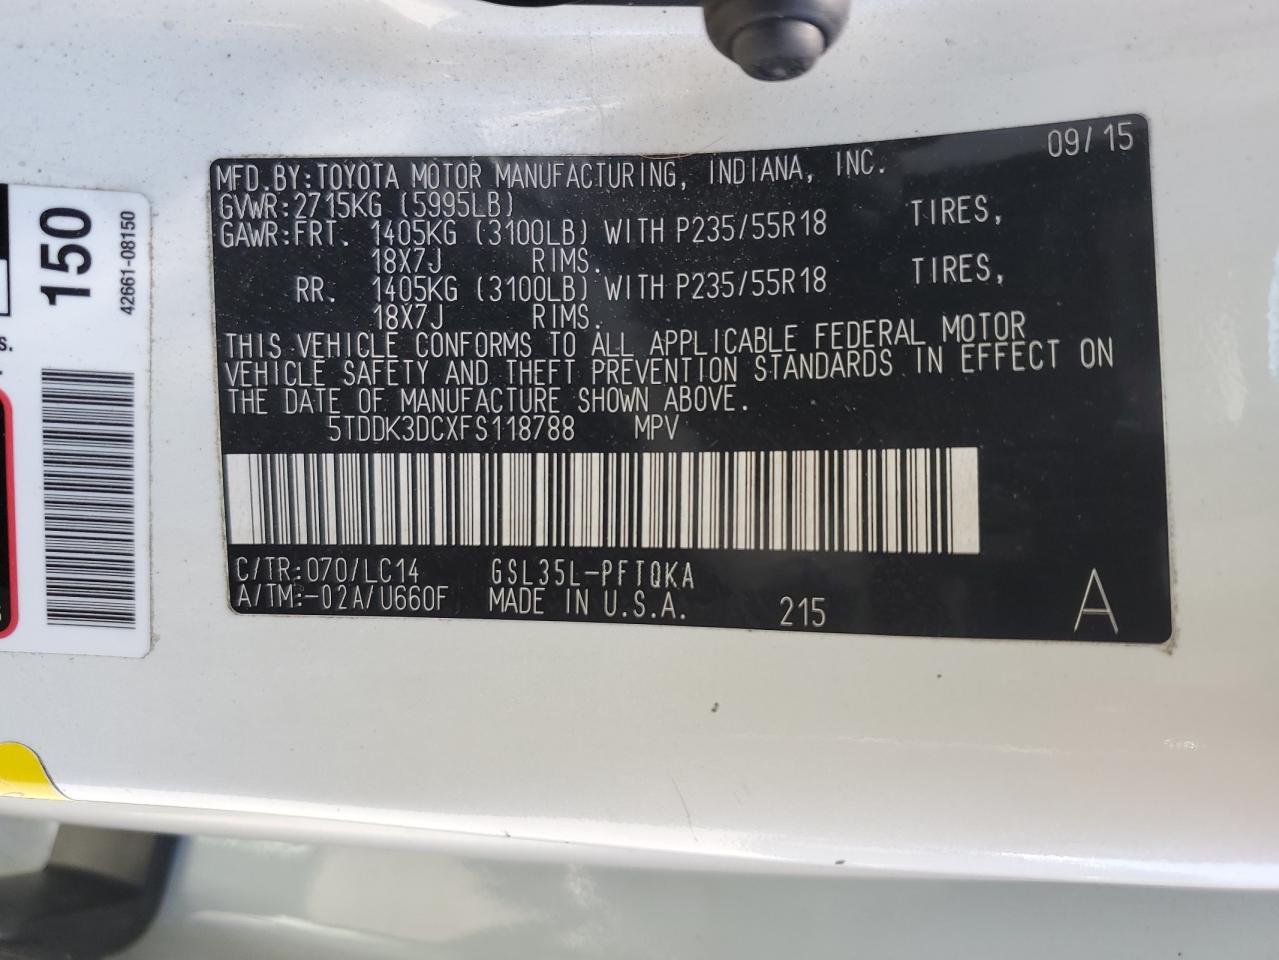 09/15
MFD.BY:TOYOTA MOTOR MANUFACTURING, INDIANA, INC.
GVWR:2715KG (5995LB)
GAWR:FRT. 1405KG (3100LB) WITH P235/55R18 TIRES,
18X7J RIMS.
RR. 1405KG (3100LB) WITH P235/55R18 TIRES,
18X7J RIMS.
THIS VEHICLE CONFORMS TO ALL APPLICABLE FEDERAL MOTOR
VEHICLE SAFETY AND THEFT PREVENTION STANDARDS IN EFFECT ON
THE DATE OF MANUFACTURE SHOWN ABOVE.
5TDDK3DCXFS118788 MPV
C/TR:070/LC14 GSL35L-PFTQKA
A/TM:-02A/U660F MADE IN U.S.A. 215 A
150
42661-08150
s.